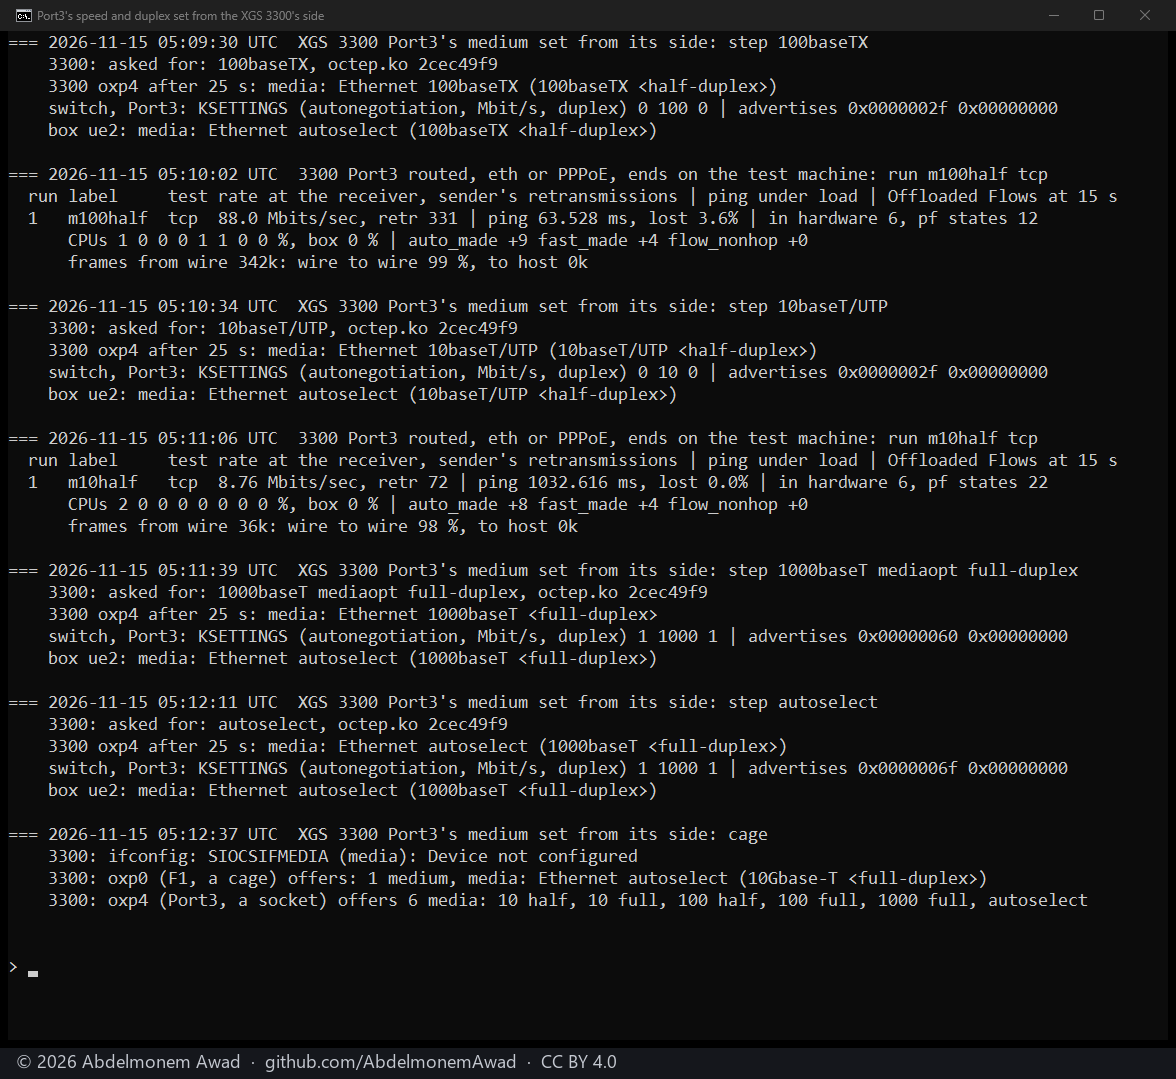 Port3's speed and duplex set from the XGS 3300's side
=== 2026-11-15 05:09:30 UTC  XGS 3300 Port3's medium set from its side: step 100baseTX
    3300: asked for: 100baseTX, octep.ko 2cec49f9
    3300 oxp4 after 25 s: media: Ethernet 100baseTX (100baseTX <half-duplex>)
    switch, Port3: KSETTINGS (autonegotiation, Mbit/s, duplex) 0 100 0 | advertises 0x0000002f 0x00000000
    box ue2: media: Ethernet autoselect (100baseTX <half-duplex>)
=== 2026-11-15 05:10:02 UTC  3300 Port3 routed, eth or PPPoE, ends on the test machine: run m100half tcp
  run label     test rate at the receiver, sender's retransmissions | ping under load | Offloaded Flows at 15 s
  1   m100half  tcp  88.0 Mbits/sec, retr 331 | ping 63.528 ms, lost 3.6% | in hardware 6, pf states 12
      CPUs 1 0 0 0 1 1 0 0 %, box 0 % | auto_made +9 fast_made +4 flow_nonhop +0
      frames from wire 342k: wire to wire 99 %, to host 0k
=== 2026-11-15 05:10:34 UTC  XGS 3300 Port3's medium set from its side: step 10baseT/UTP
    3300: asked for: 10baseT/UTP, octep.ko 2cec49f9
    3300 oxp4 after 25 s: media: Ethernet 10baseT/UTP (10baseT/UTP <half-duplex>)
    switch, Port3: KSETTINGS (autonegotiation, Mbit/s, duplex) 0 10 0 | advertises 0x0000002f 0x00000000
    box ue2: media: Ethernet autoselect (10baseT/UTP <half-duplex>)
=== 2026-11-15 05:11:06 UTC  3300 Port3 routed, eth or PPPoE, ends on the test machine: run m10half tcp
  run label     test rate at the receiver, sender's retransmissions | ping under load | Offloaded Flows at 15 s
  1   m10half   tcp  8.76 Mbits/sec, retr 72 | ping 1032.616 ms, lost 0.0% | in hardware 6, pf states 22
      CPUs 2 0 0 0 0 0 0 0 %, box 0 % | auto_made +8 fast_made +4 flow_nonhop +0
      frames from wire 36k: wire to wire 98 %, to host 0k
=== 2026-11-15 05:11:39 UTC  XGS 3300 Port3's medium set from its side: step 1000baseT mediaopt full-duplex
    3300: asked for: 1000baseT mediaopt full-duplex, octep.ko 2cec49f9
    3300 oxp4 after 25 s: media: Ethernet 1000baseT <full-duplex>
    switch, Port3: KSETTINGS (autonegotiation, Mbit/s, duplex) 1 1000 1 | advertises 0x00000060 0x00000000
    box ue2: media: Ethernet autoselect (1000baseT <full-duplex>)
=== 2026-11-15 05:12:11 UTC  XGS 3300 Port3's medium set from its side: step autoselect
    3300: asked for: autoselect, octep.ko 2cec49f9
    3300 oxp4 after 25 s: media: Ethernet autoselect (1000baseT <full-duplex>)
    switch, Port3: KSETTINGS (autonegotiation, Mbit/s, duplex) 1 1000 1 | advertises 0x0000006f 0x00000000
    box ue2: media: Ethernet autoselect (1000baseT <full-duplex>)
=== 2026-11-15 05:12:37 UTC  XGS 3300 Port3's medium set from its side: cage
    3300: ifconfig: SIOCSIFMEDIA (media): Device not configured
    3300: oxp0 (F1, a cage) offers: 1 medium, media: Ethernet autoselect (10Gbase-T <full-duplex>)
    3300: oxp4 (Port3, a socket) offers 6 media: 10 half, 10 full, 100 half, 100 full, 1000 full, autoselect
> _
© 2026 Abdelmonem Awad  ·  github.com/AbdelmonemAwad  ·  CC BY 4.0